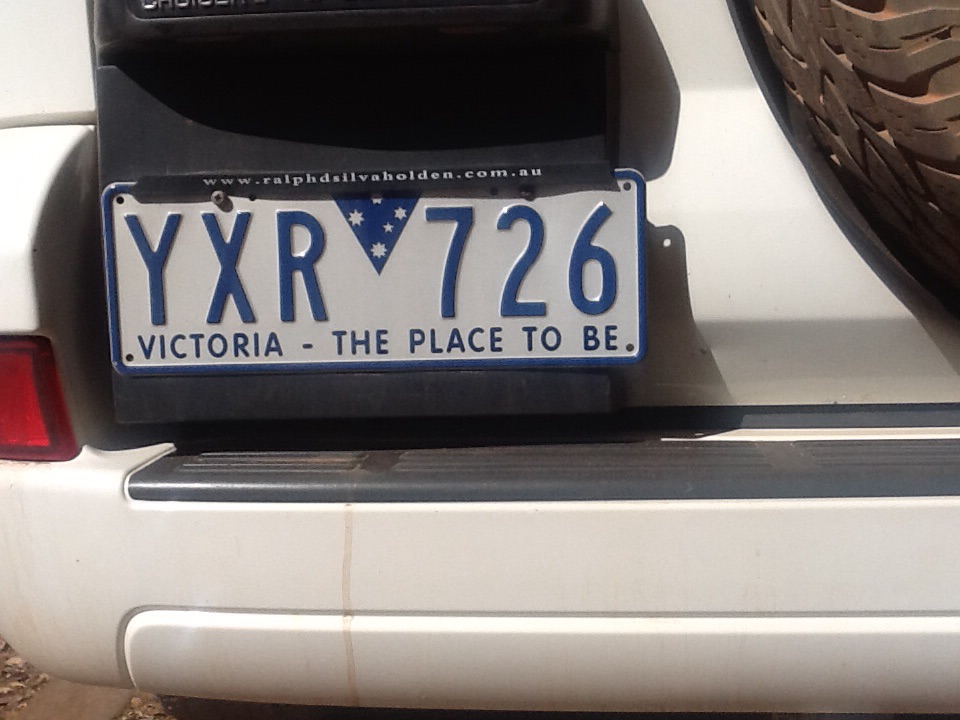 www.ralphdsilvaholden.com.au
YXR 726
VICTORIA - THE PLACE TO BE